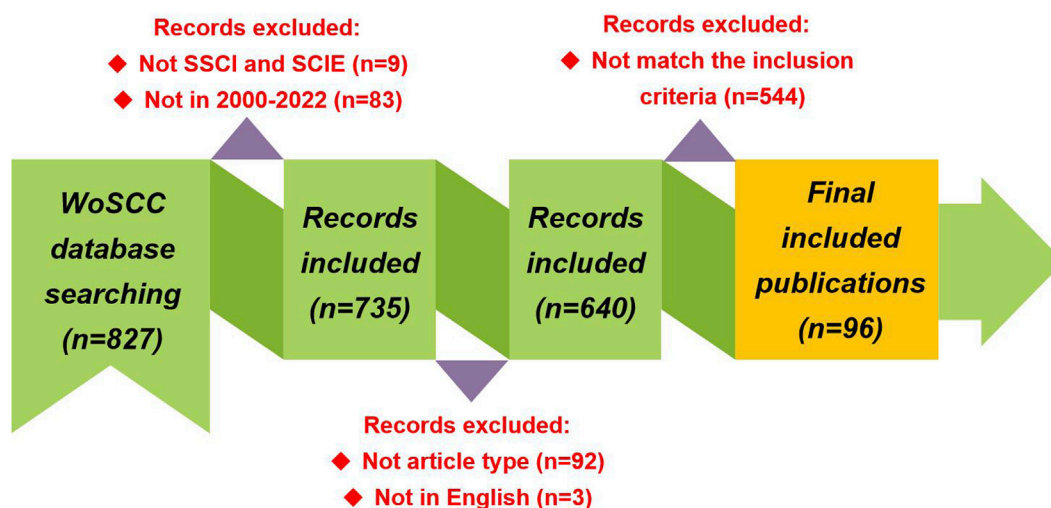 Records excluded:
◆ Not SSCI and SCIE (n=9)
◆ Not in 2000-2022 (n=83)
Records excluded:
◆ Not match the inclusion
criteria (n=544)
WoSCC
database
searching
(n=827)
Records
included
(n=735)
Records
included
(n=640)
Final
included
publications
(n=96)
Records excluded:
◆ Not article type (n=92)
◆ Not in English (n=3)